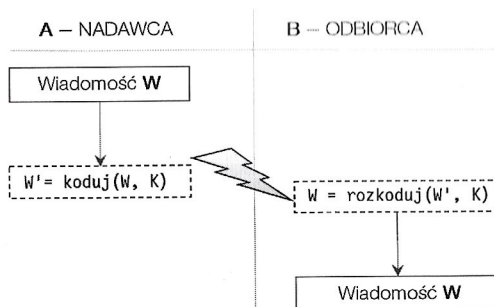 A – NADAWCA
B – ODBIORCA
Wiadomość W
W'= koduj(W, K)
W = rozkoduj(W', K)
Wiadomość W